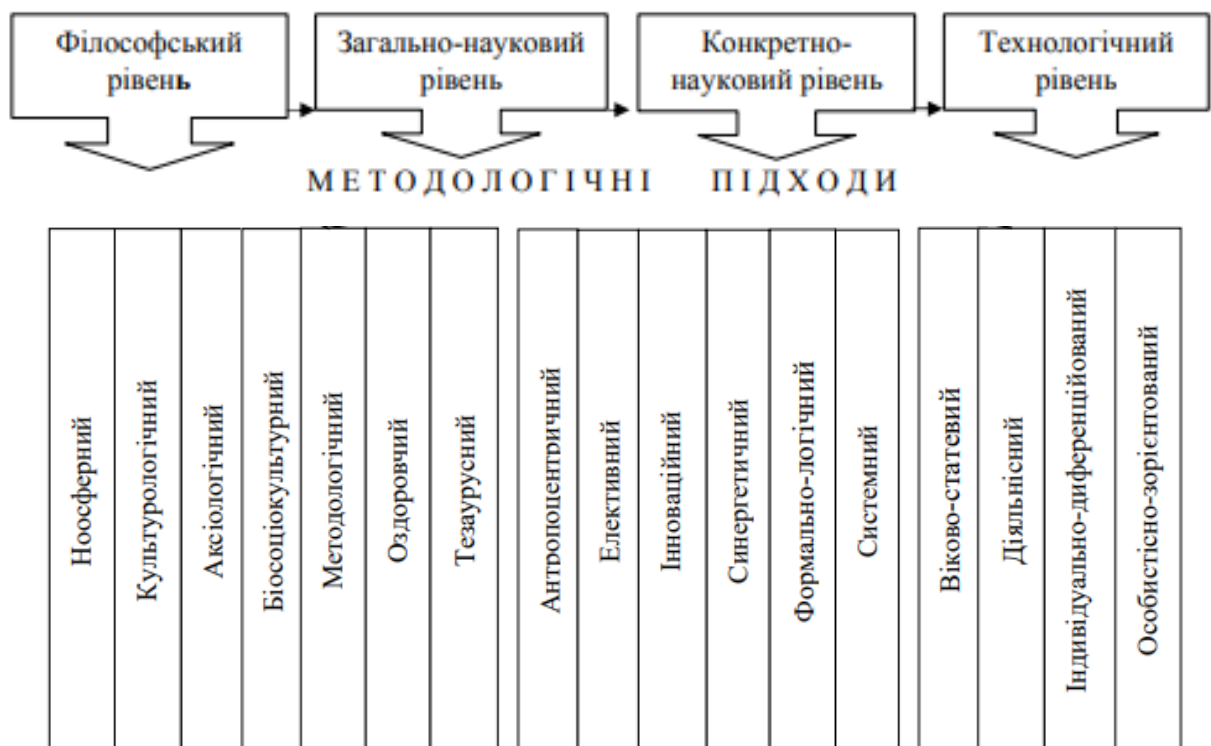 Філософський
рівень
Загально-науковий
рівень
Конкретно-
науковий рівень
Технологічний
рівень
МЕТОДОЛОГІЧНІ ПІДХОДИ
Ноосферний
Культурологічний
Аксіологічний
Біосоціокультурний
Методологічний
Оздоровчий
Тезаурусний
Антропоцентричний
Елективний
Інноваційний
Синергетичний
Формально-логічний
Системний
Віково-статевий
Діяльнісний
Індивідуально-диференційований
Особистісно-зорієнтований